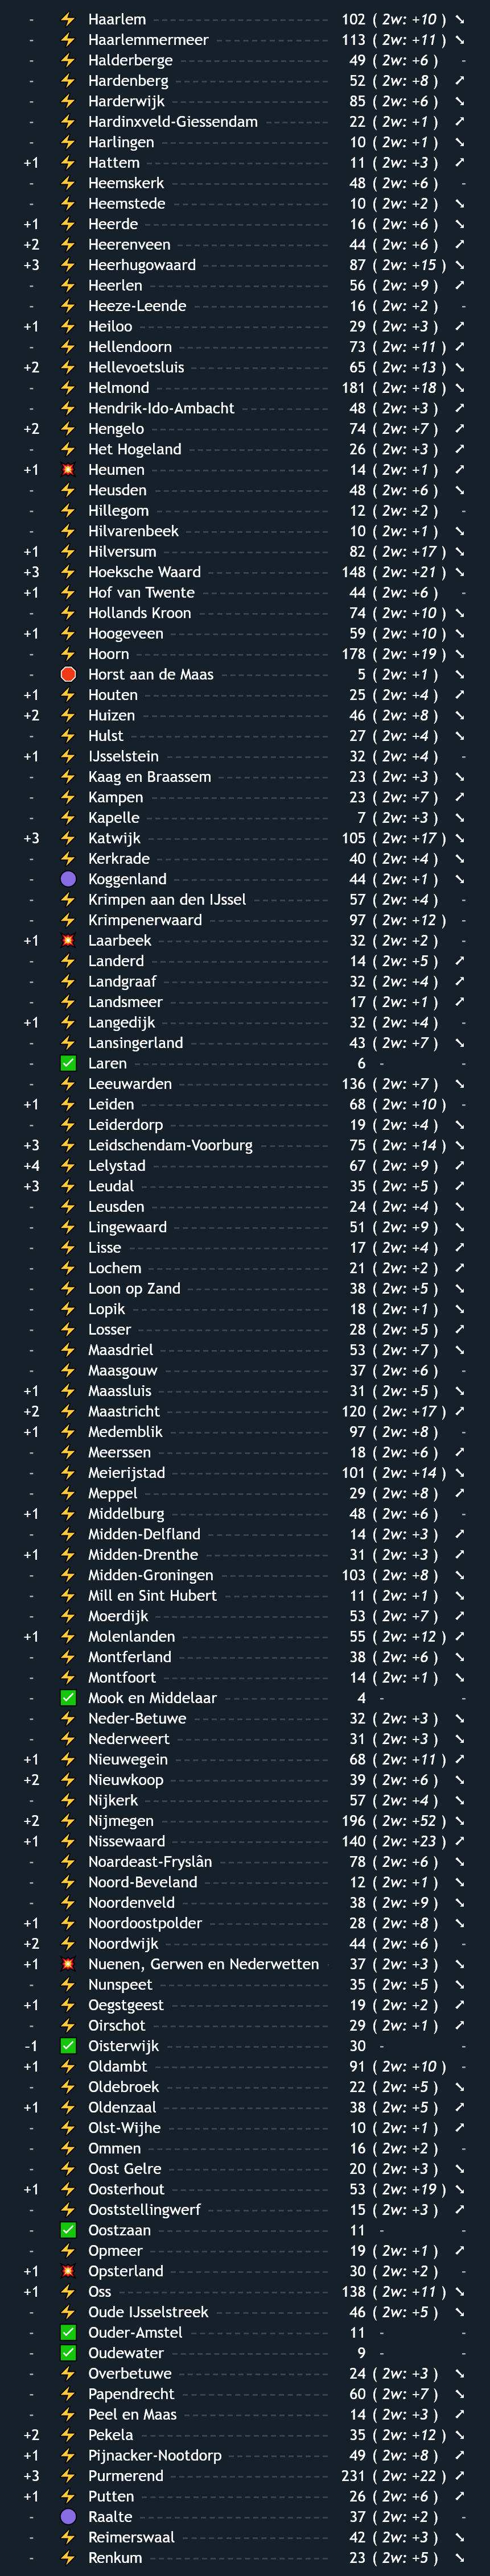 - Haarlem 102 ( 2w: +10 )
- Haarlemmermeer 113 ( 2w: +11 )
- Halderberge 49 ( 2w: +6 ) -
- Hardenberg 52 ( 2w: +8 )
- Harderwijk 85 ( 2w: +6 )
- Hardinxveld-Giessendam 22 ( 2w: +1 )
- Harlingen 10 ( 2w: +1 )
+1 Hattem 11 ( 2w: +3 )
- Heemskerk 48 ( 2w: +6 ) -
- Heemstede 10 ( 2w: +2 )
+1 Heerde 16 ( 2w: +6 )
+2 Heerenveen 44 ( 2w: +6 )
+3 Heerhugowaard 87 ( 2w: +15 )
- Heerlen 56 ( 2w: +9 )
- Heeze-Leende 16 ( 2w: +2 ) -
+1 Heiloo 29 ( 2w: +3 )
- Hellendoorn 73 ( 2w: +11 )
+2 Hellevoetsluis 65 ( 2w: +13 )
- Helmond 181 ( 2w: +18 )
- Hendrik-Ido-Ambacht 48 ( 2w: +3 )
+2 Hengelo 74 ( 2w: +7 )
- Het Hogeland 26 ( 2w: +3 )
+1 Heumen 14 ( 2w: +1 )
- Heusden 48 ( 2w: +6 )
- Hillegom 12 ( 2w: +2 ) -
- Hilvarenbeek 10 ( 2w: +1 )
+1 Hilversum 82 ( 2w: +17 )
+3 Hoeksche Waard 148 ( 2w: +21 )
+1 Hof van Twente 44 ( 2w: +6 ) -
- Hollands Kroon 74 ( 2w: +10 )
+1 Hoogeveen 59 ( 2w: +10 )
- Hoorn 178 ( 2w: +19 )
- Horst aan de Maas 5 ( 2w: +1 )
+1 Houten 25 ( 2w: +4 )
+2 Huizen 46 ( 2w: +8 )
- Hulst 27 ( 2w: +4 )
+1 IJsselstein 32 ( 2w: +4 ) -
- Kaag en Braassem 23 ( 2w: +3 )
- Kampen 23 ( 2w: +7 )
- Kapelle 7 ( 2w: +3 )
+3 Katwijk 105 ( 2w: +17 )
- Kerkrade 40 ( 2w: +4 )
- Koggenland 44 ( 2w: +1 )
- Krimpen aan den IJssel 57 ( 2w: +4 ) -
- Krimpenerwaard 97 ( 2w: +12 ) -
+1 Laarbeek 32 ( 2w: +2 ) -
- Landerd 14 ( 2w: +5 )
- Landgraaf 32 ( 2w: +4 )
- Landsmeer 17 ( 2w: +1 )
+1 Langedijk 32 ( 2w: +4 ) -
- Lansingerland 43 ( 2w: +7 )
- Laren 6 - -
- Leeuwarden 136 ( 2w: +7 )
+1 Leiden 68 ( 2w: +10 ) -
- Leiderdorp 19 ( 2w: +4 )
+3 Leidschendam-Voorburg 75 ( 2w: +14 )
+4 Lelystad 67 ( 2w: +9 )
+3 Leudal 35 ( 2w: +5 )
- Leusden 24 ( 2w: +4 )
- Lingewaard 51 ( 2w: +9 )
- Lisse 17 ( 2w: +4 )
- Lochem 21 ( 2w: +2 )
- Loon op Zand 38 ( 2w: +5 )
- Lopik 18 ( 2w: +1 )
- Losser 28 ( 2w: +5 )
- Maasdriel 53 ( 2w: +7 )
- Maasgouw 37 ( 2w: +6 ) -
+1 Maassluis 31 ( 2w: +5 )
+2 Maastricht 120 ( 2w: +17 )
+1 Medemblik 97 ( 2w: +8 ) -
- Meerssen 18 ( 2w: +6 )
- Meierijstad 101 ( 2w: +14 )
- Meppel 29 ( 2w: +8 )
+1 Middelburg 48 ( 2w: +6 ) -
- Midden-Delfland 14 ( 2w: +3 )
+1 Midden-Drenthe 31 ( 2w: +3 )
- Midden-Groningen 103 ( 2w: +8 )
- Mill en Sint Hubert 11 ( 2w: +1 )
- Moerdijk 53 ( 2w: +7 )
+1 Molenlanden 55 ( 2w: +12 )
- Montferland 38 ( 2w: +6 )
- Montfoort 14 ( 2w: +1 )
- Mook en Middelaar 4 - -
- Neder-Betuwe 32 ( 2w: +3 )
- Nederweert 31 ( 2w: +3 )
+1 Nieuwegein 68 ( 2w: +11 )
+2 Nieuwkoop 39 ( 2w: +6 )
- Nijkerk 57 ( 2w: +4 )
+2 Nijmegen 196 ( 2w: +52 )
+1 Nissewaard 140 ( 2w: +23 )
- Noardeast-Fryslân 78 ( 2w: +6 )
- Noord-Beveland 12 ( 2w: +1 )
- Noordenveld 38 ( 2w: +9 )
+1 Noordoostpolder 28 ( 2w: +8 )
+2 Noordwijk 44 ( 2w: +6 ) -
+1 Nuenen, Gerwen en Nederwetten 37 ( 2w: +3 )
- Nunspeet 35 ( 2w: +5 )
+1 Oegstgeest 19 ( 2w: +2 )
- Oirschot 29 ( 2w: +1 )
-1 Oisterwijk 30 - -
+1 Oldambt 91 ( 2w: +10 ) -
- Oldebroek 22 ( 2w: +5 )
+1 Oldenzaal 38 ( 2w: +5 )
- Olst-Wijhe 10 ( 2w: +1 )
- Ommen 16 ( 2w: +2 ) -
- Oost Gelre 20 ( 2w: +3 )
+1 Oosterhout 53 ( 2w: +19 )
- Ooststellingwerf 15 ( 2w: +3 )
- Oostzaan 11 - -
- Opmeer 19 ( 2w: +1 )
+1 Opsterland 30 ( 2w: +2 ) -
+1 Oss 138 ( 2w: +11 )
- Oude IJsselstreek 46 ( 2w: +5 )
- Ouder-Amstel 11 - -
- Oudewater 9 - -
- Overbetuwe 24 ( 2w: +3 )
- Papendrecht 60 ( 2w: +7 )
- Peel en Maas 14 ( 2w: +3 )
+2 Pekela 35 ( 2w: +12 )
+1 Pijnacker-Nootdorp 49 ( 2w: +8 )
+3 Purmerend 231 ( 2w: +22 )
+1 Putten 26 ( 2w: +6 )
- Raalte 37 ( 2w: +2 ) -
- Reimerswaal 42 ( 2w: +3 )
- Renkum 23 ( 2w: +5 )